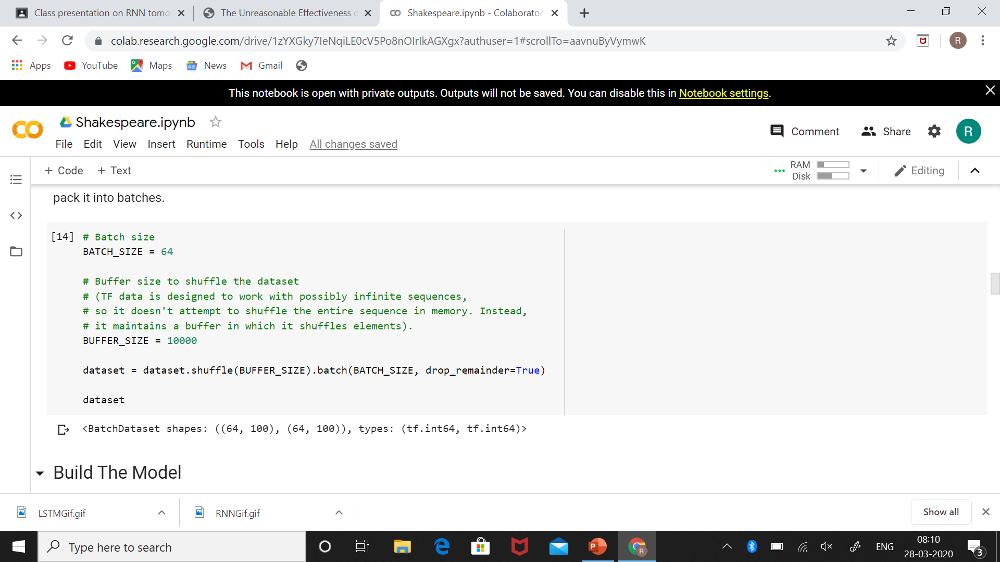 Class presentation on RNN tomo
The Unreasonable Effectiveness o
Shakespeare.ipynb - Colaborator
colab.research.google.com/drive/1zYXGky7IeNqiLE0cV5Po8nOIrIkAGXgx?authuser=1#scrollTo=aavnuByVymwK
R
Apps
YouTube
Maps
News
Gmail
This notebook is open with private outputs. Outputs will not be saved. You can disable this in Notebook settings.
Shakespeare.ipynb
Comment
Share
R
File Edit View Insert Runtime Tools Help All changes saved
+ Code + Text
RAM
Disk
Editing
pack it into batches.
[14] # Batch size
BATCH_SIZE = 64
# Buffer size to shuffle the dataset
# (TF data is designed to work with possibly infinite sequences,
# so it doesn't attempt to shuffle the entire sequence in memory. Instead,
# it maintains a buffer in which it shuffles elements).
BUFFER_SIZE = 10000
dataset = dataset.shuffle(BUFFER_SIZE).batch(BATCH_SIZE, drop_remainder=True)
dataset
<BatchDataset shapes: ((64, 100), (64, 100)), types: (tf.int64, tf.int64)>
Build The Model
LSTMGif.gif
RNNGif.gif
Show all
Type here to search
ENG
08:10
28-03-2020
3